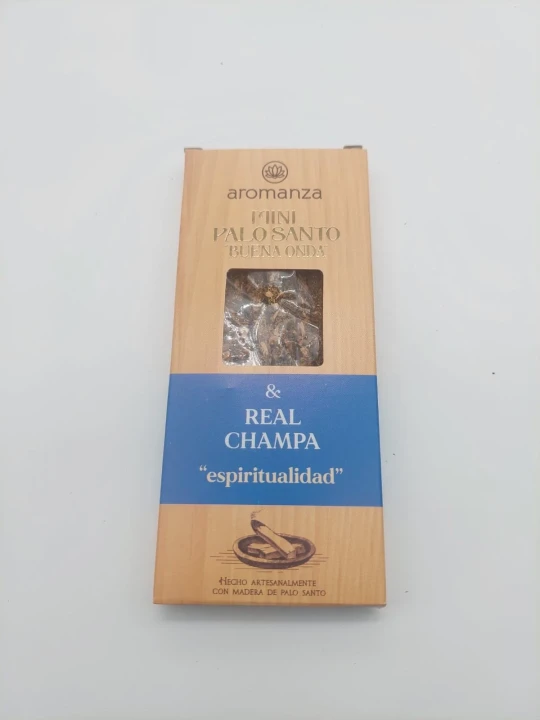 aromanza
MINI
PALO SANTO
BUENA ONDA
&
REAL
CHAMPA
“espiritualidad”
HECHO ARTESANALMENTE
CON MADERA DE PALO SANTO